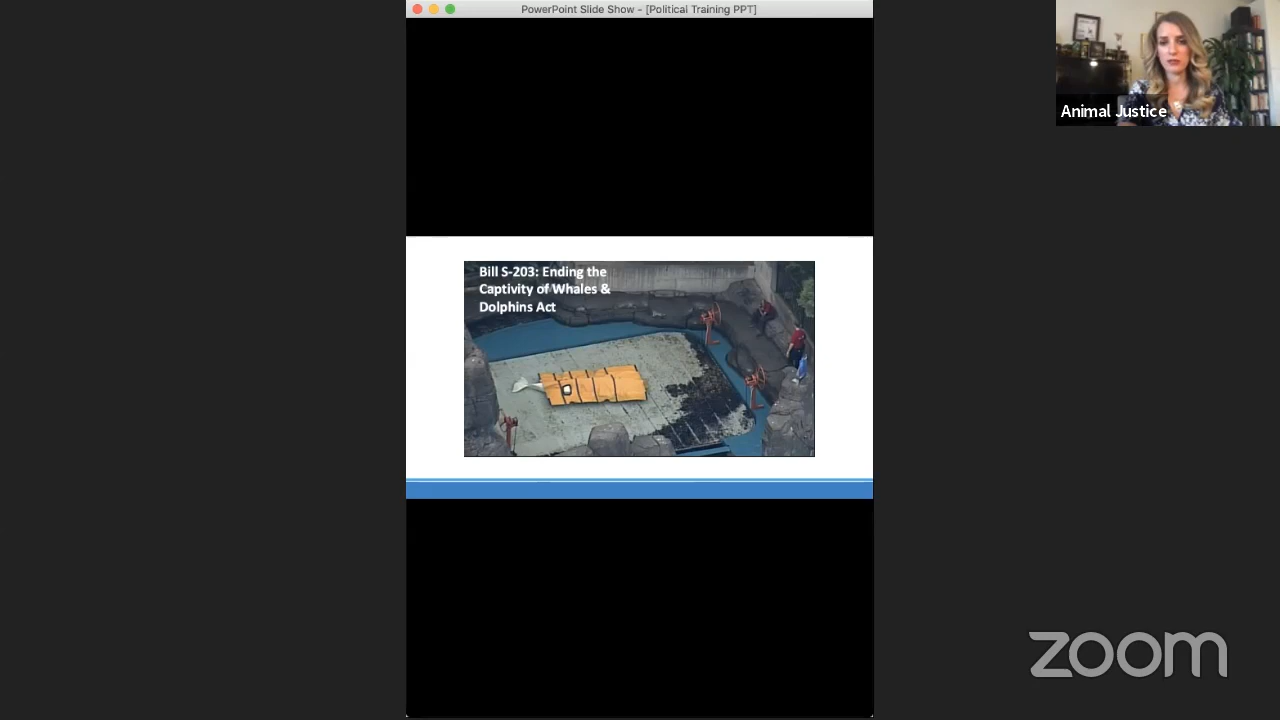 PowerPoint Slide Show - [Political Training PPT]
Animal Justice
Bill S-203: Ending the
Captivity of Whales &
Dolphins Act
zoom